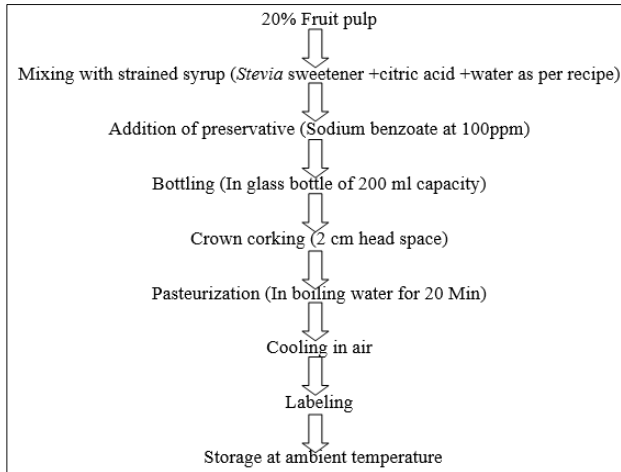 20% Fruit pulp
Mixing with strained syrup (Stevia sweetener +citric acid +water as per recipe)
Addition of preservative (Sodium benzoate at 100ppm)
Bottling (In glass bottle of 200 ml capacity)
Crown corking (2 cm head space)
Pasteurization (In boiling water for 20 Min)
Cooling in air
Labeling
Storage at ambient temperature